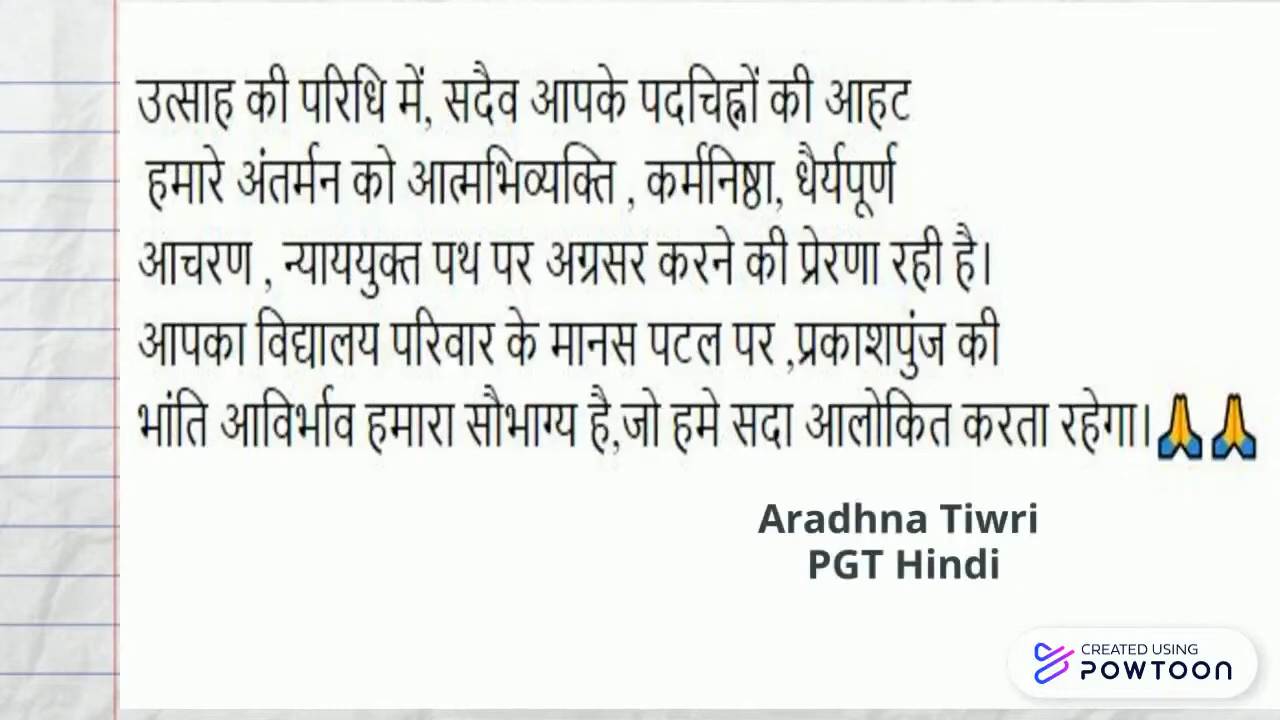 उत्साह की परिधि में, सदैव आपके पदचिह्नों की आहट
हमारे अंतर्मन को आत्मभिव्यक्ति , कर्मनिष्ठा, धैर्यपूर्ण
आचरण , न्याययुक्त पथ पर अग्रसर करने की प्रेरणा रही है।
आपका विद्यालय परिवार के मानस पटल पर ,प्रकाशपुंज की
भांति आविर्भाव हमारा सौभाग्य है,जो हमे सदा आलोकित करता रहेगा।🙏🙏
Aradhna Tiwri
PGT Hindi
CREATED USING
POWTOON